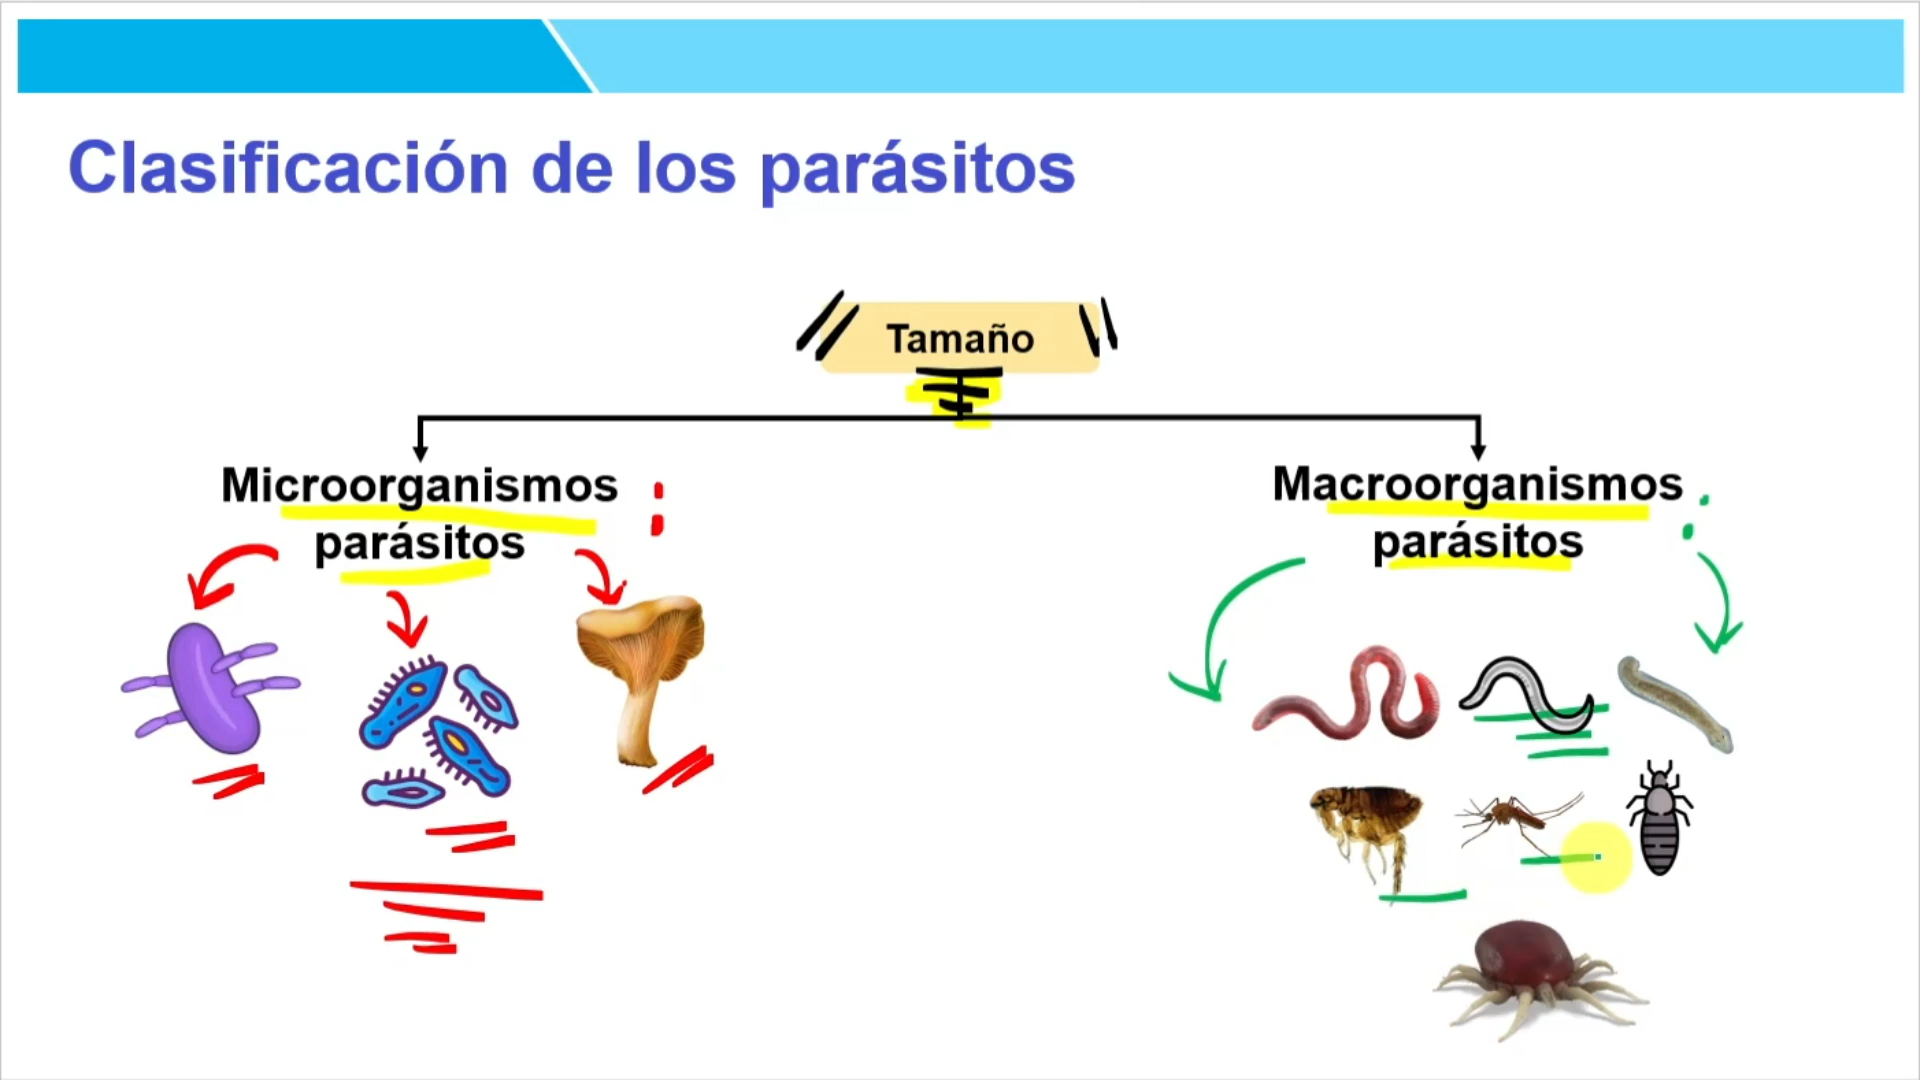 Clasificación de los parásitos
Tamaño
Microorganismos
parásitos
Macroorganismos
parásitos